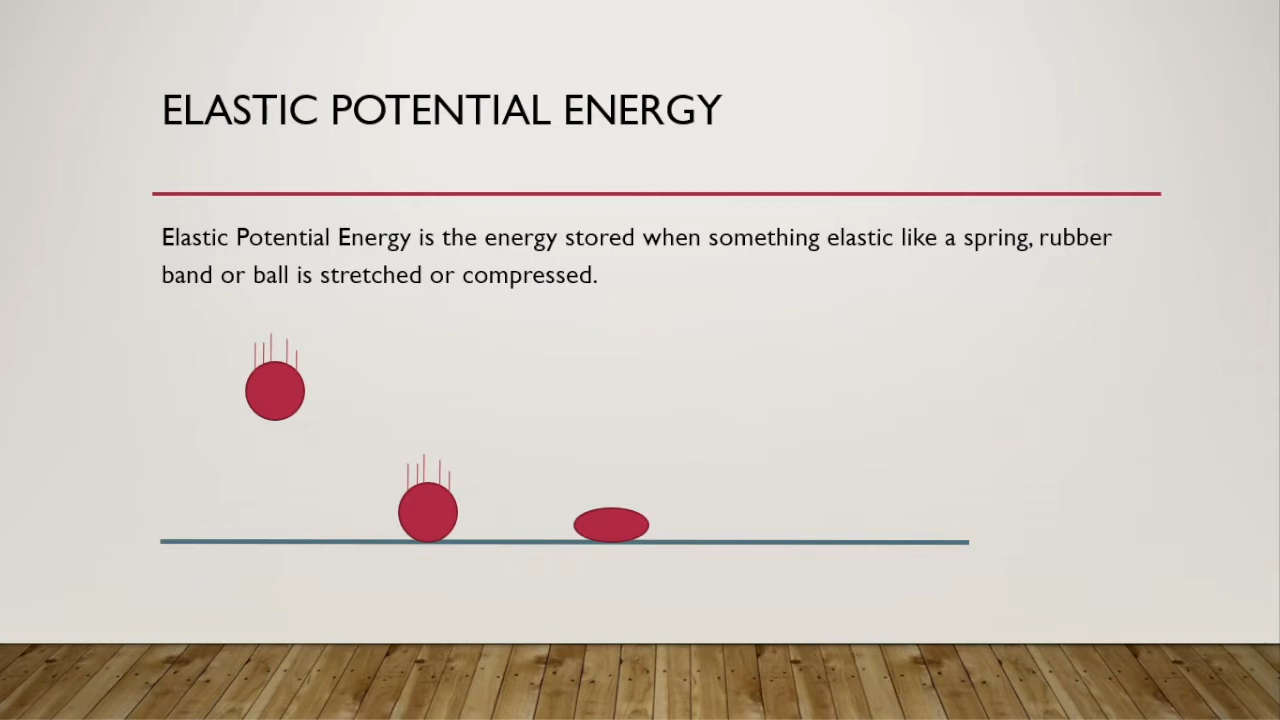 ELASTIC POTENTIAL ENERGY
Elastic Potential Energy is the energy stored when something elastic like a spring, rubber
band or ball is stretched or compressed.